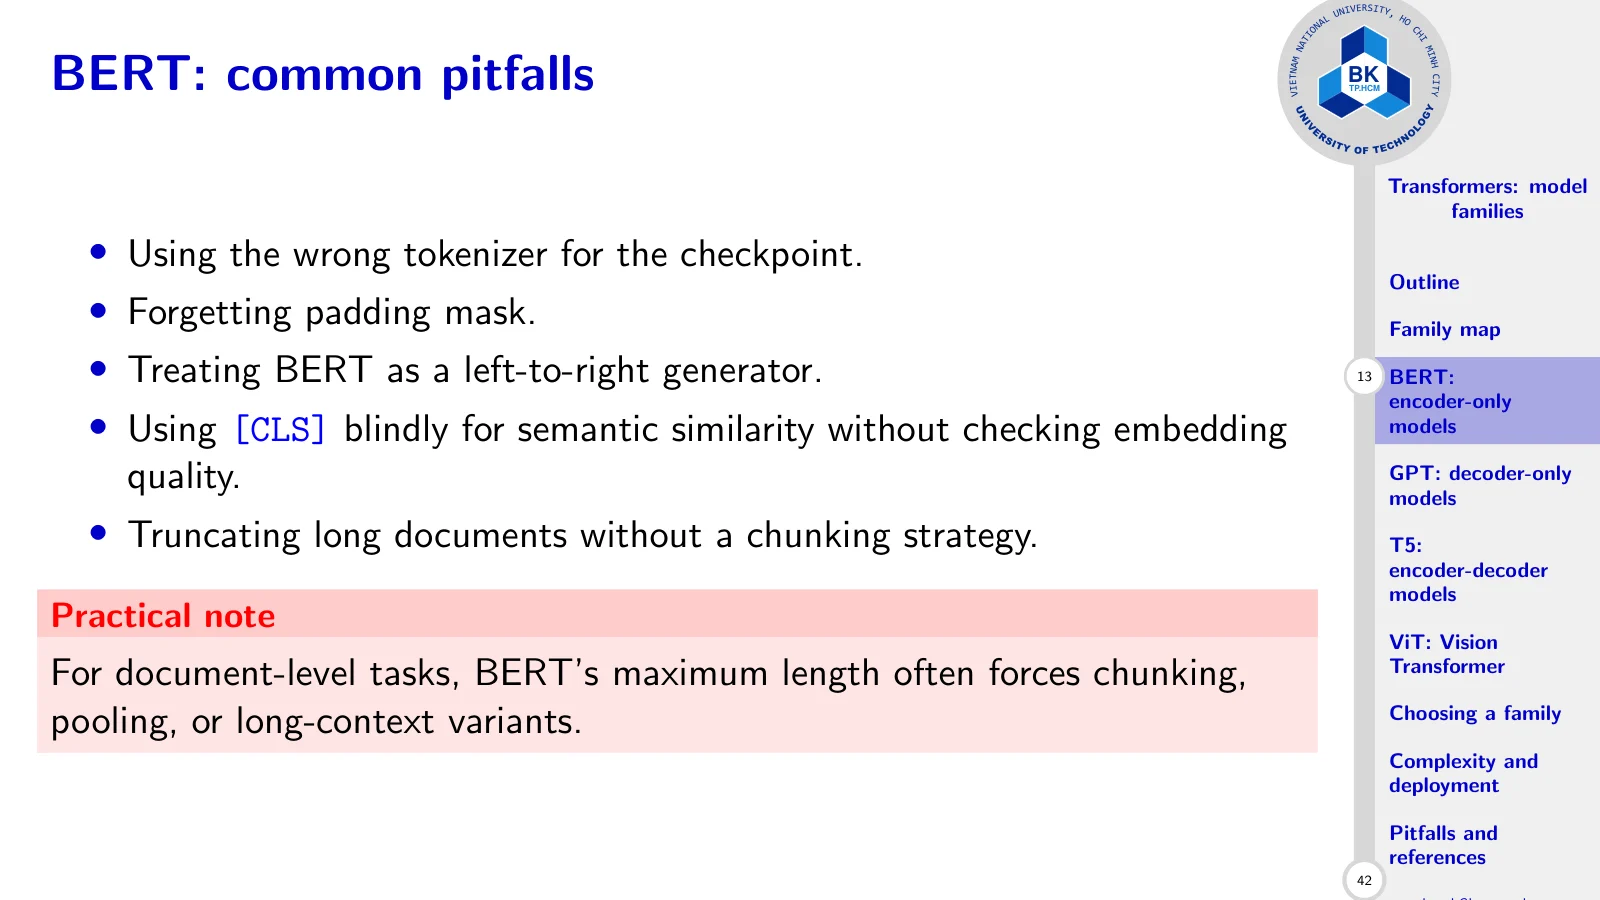 BERT: common pitfalls
• Using the wrong tokenizer for the checkpoint.
• Forgetting padding mask.
• Treating BERT as a left-to-right generator.
• Using [CLS] blindly for semantic similarity without checking embedding
quality.
• Truncating long documents without a chunking strategy.
Practical note
For document-level tasks, BERT's maximum length often forces chunking,
pooling, or long-context variants.
VIETNAM NATIONAL UNIVERSITY, HO CHI MINH CITY
BK
TP.HCM
UNIVERSITY OF TECHNOLOGY
Transformers: model
families
Outline
Family map
13
BERT:
encoder-only
models
GPT: decoder-only
models
T5:
encoder-decoder
models
ViT: Vision
Transformer
Choosing a family
Complexity and
deployment
Pitfalls and
references
42